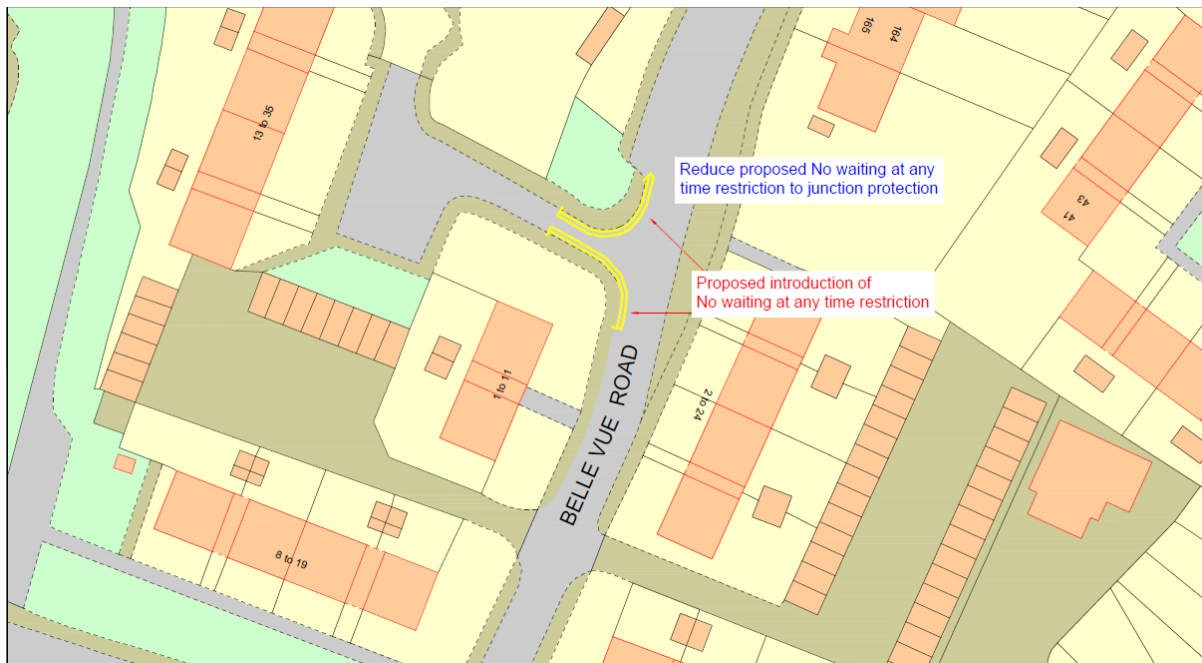 165
164
13 to 35
Reduce proposed No waiting at any
time restriction to junction protection
43
41
Proposed introduction of
No waiting at any time restriction
1 to 11
2 to 24
BELLE VUE ROAD
8 to 19